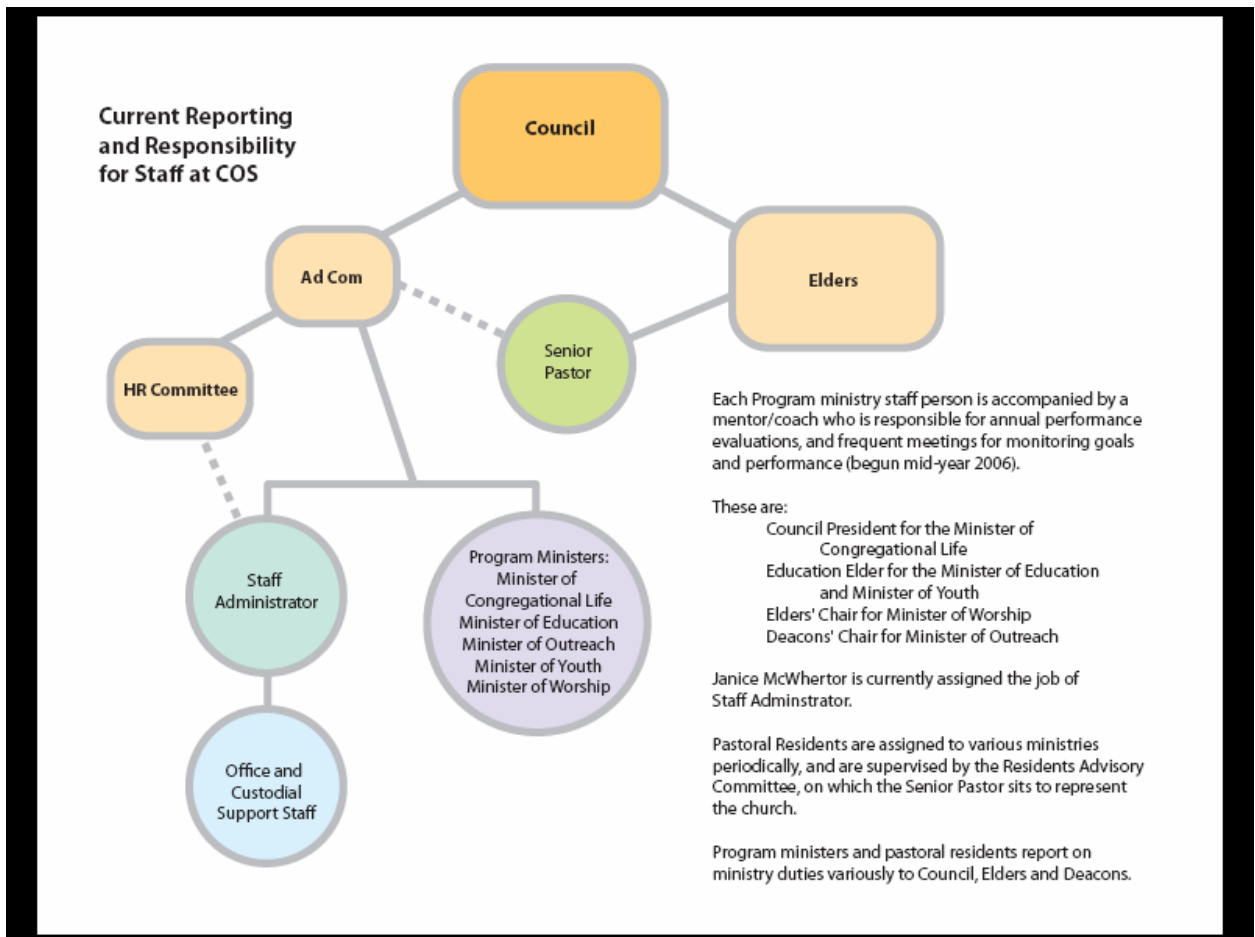 Current Reporting
and Responsibility
for Staff at COS
Council
Ad Com
Elders
Senior
Pastor
HR Committee
Staff
Administrator
Program Ministers:
Minister of
Congregational Life
Minister of Education
Minister of Outreach
Minister of Youth
Minister of Worship
Office and
Custodial
Support Staff
Each Program ministry staff person is accompanied by a
mentor/coach who is responsible for annual performance
evaluations, and frequent meetings for monitoring goals
and performance (begun mid-year 2006).
These are:
Council President for the Minister of
Congregational Life
Education Elder for the Minister of Education
and Minister of Youth
Elders' Chair for Minister of Worship
Deacons' Chair for Minister of Outreach
Janice McWhertor is currently assigned the job of
Staff Adminstrator.
Pastoral Residents are assigned to various ministries
periodically, and are supervised by the Residents Advisory
Committee, on which the Senior Pastor sits to represent
the church.
Program ministers and pastoral residents report on
ministry duties variously to Council, Elders and Deacons.